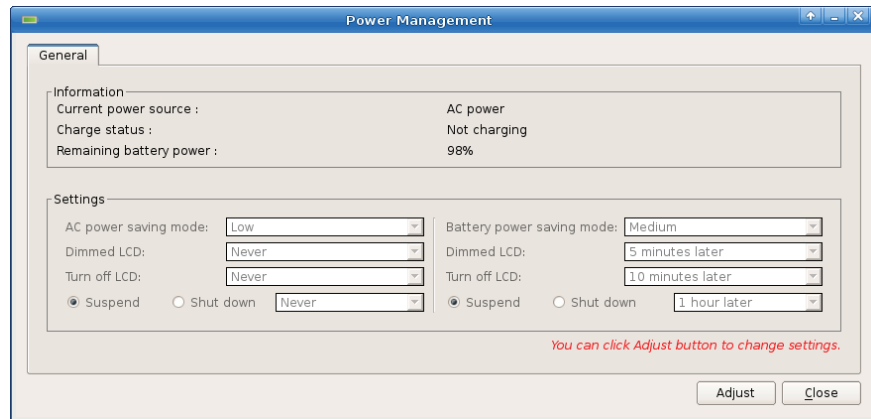 Power Management
General
Information
Current power source : AC power
Charge status : Not charging
Remaining battery power : 98%
Settings
AC power saving mode: Low Battery power saving mode: Medium
Dimmed LCD: Never Dimmed LCD: 5 minutes later
Turn off LCD: Never Turn off LCD: 10 minutes later
Suspend Shut down Never Suspend Shut down 1 hour later
You can click Adjust button to change settings.
Adjust Close